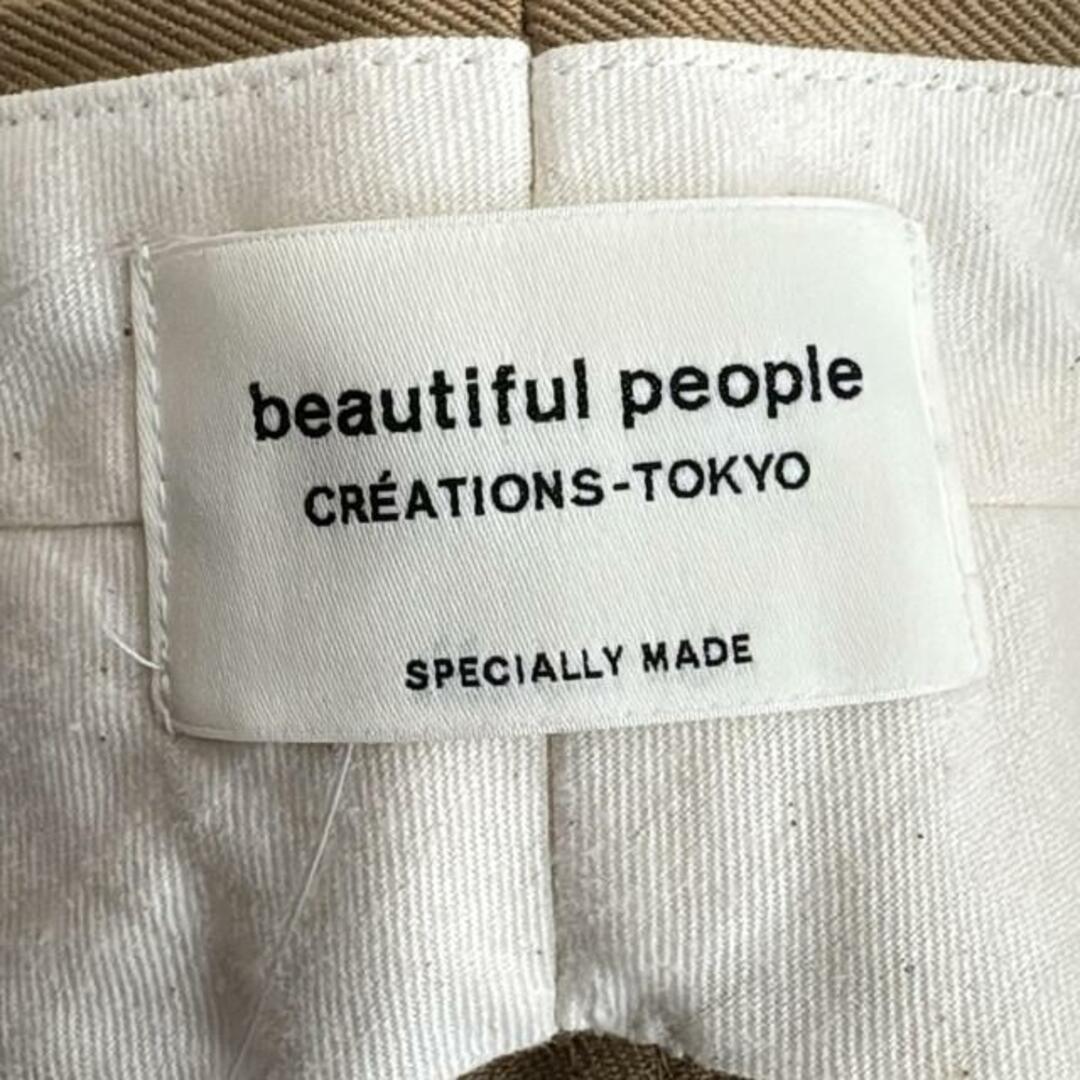 beautiful people
CRÉATIONS-TOKYO
SPECIALLY MADE